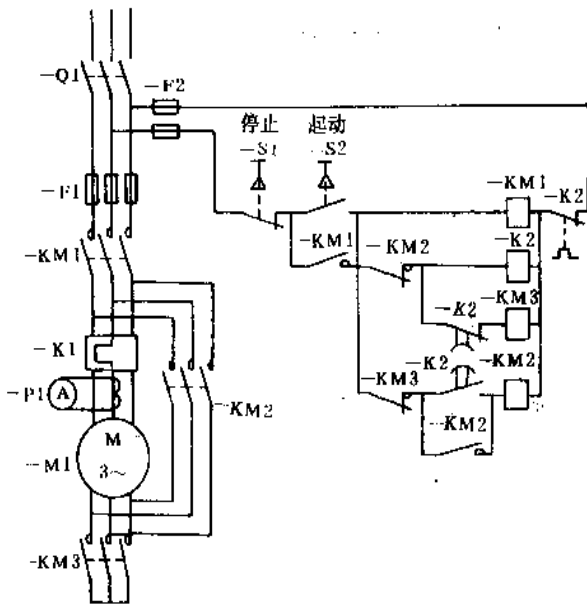 -Q1
-F2
停止
起动
-S1
-S2
-F1
-KM1
-K2
-KM1
-KM1
-KM2
-K2
-K2
-KM3
-K1
-K2
-KM2
-P1
A
-KM3
-KM2
-KM2
M
3~
-M1
-KM3